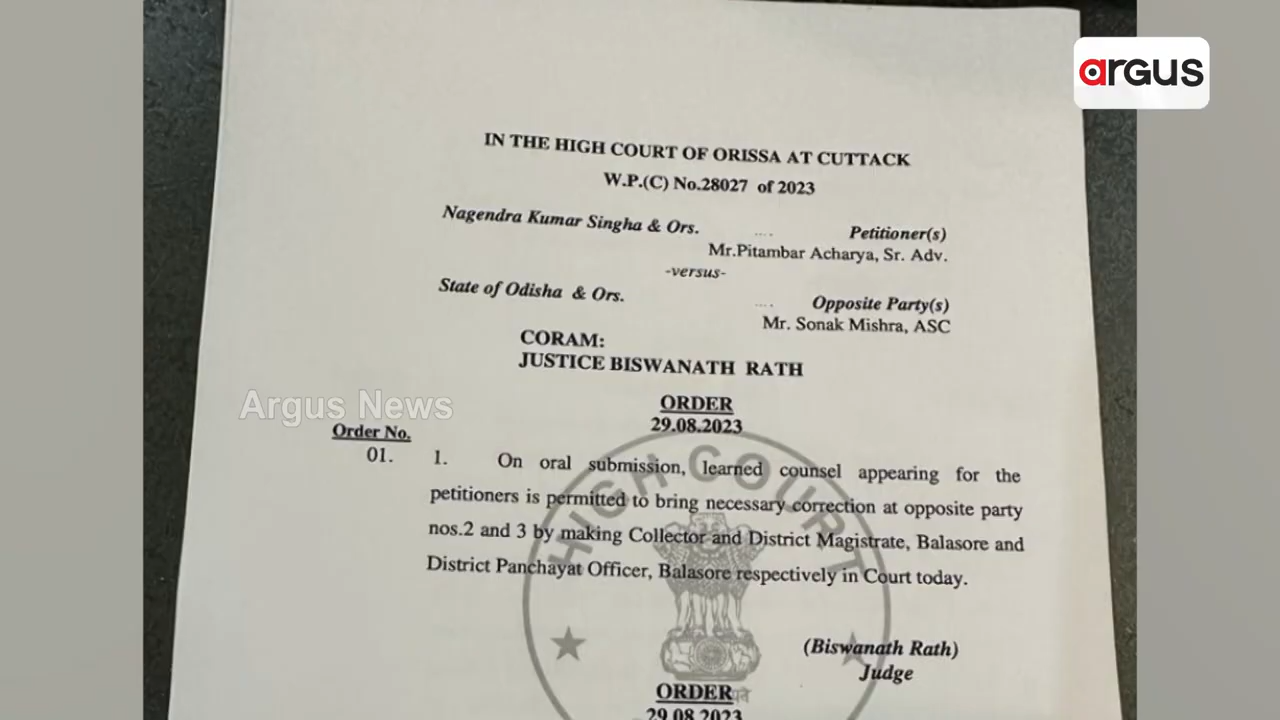 argus
IN THE HIGH COURT OF ORISSA AT CUTTACK
W.P.(C) No.28027 of 2023
Nagendra Kumar Singha & Ors. .... Petitioner(s)
Mr.Pitambar Acharya, Sr. Adv.
-versus-
State of Odisha & Ors. .... Opposite Party(s)
Mr. Sonak Mishra, ASC
CORAM:
JUSTICE BISWANATH RATH
Argus News
ORDER
29.08.2023
Order No.
01. 1. On oral submission, learned counsel appearing for the
petitioners is permitted to bring necessary correction at opposite party
nos.2 and 3 by making Collector and District Magistrate, Balasore and
District Panchayat Officer, Balasore respectively in Court today.
HIGH COURT
(Biswanath Rath)
Judge
ORDER
29.08.2023